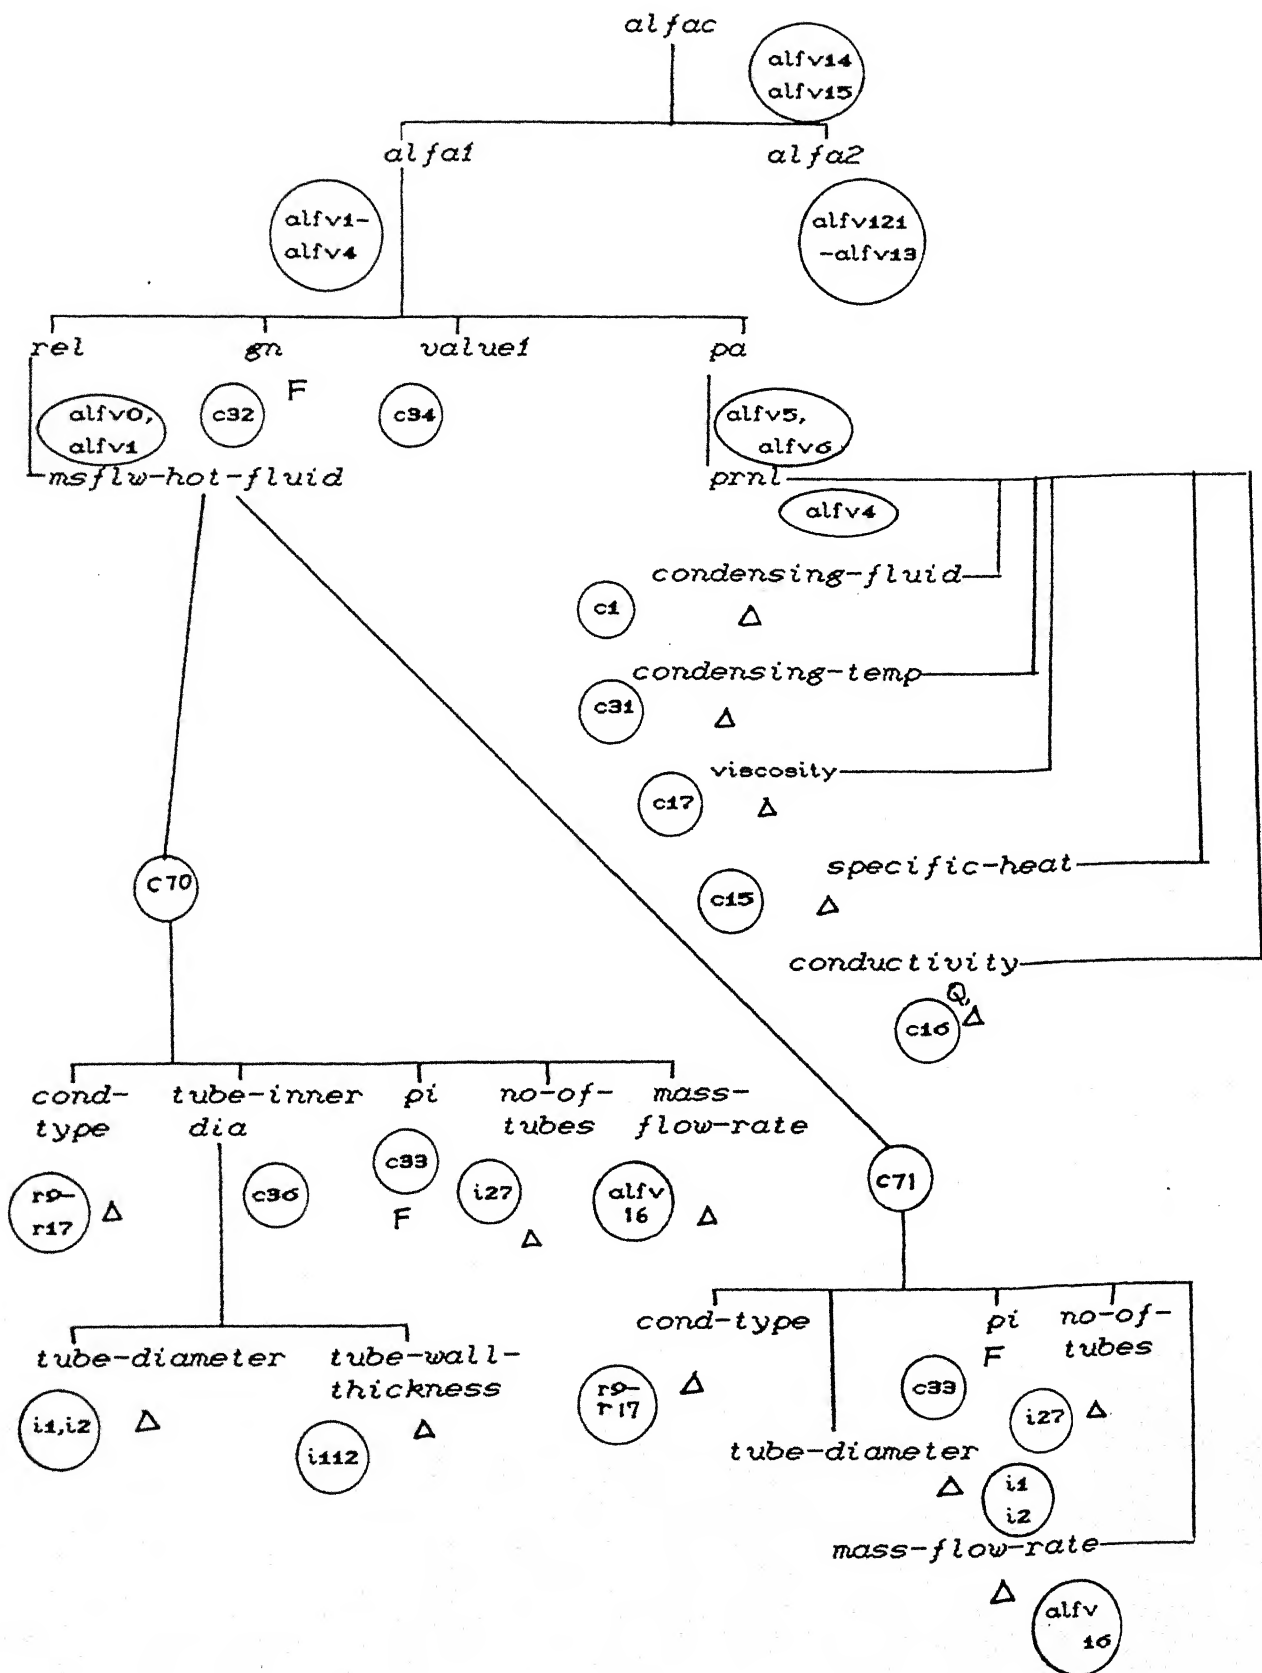 alfac
alfv14
alfv15
alfa1
alfa2
alfv1-
alfv4
alfv121
-alfv13
rel
gn
value1
pa
F
alfv0,
alfv1
c32
c34
alfv5,
alfv6
msflw-hot-fluid
prnl
alfv4
condensing-fluid
c1
Δ
condensing-temp
c31
Δ
viscosity
c17
Δ
C70
specific-heat
c15
Δ
conductivity
Q,
c16
Δ
cond-
type
tube-inner
dia
pi
no-of-
tubes
mass-
flow-rate
r9-
r17
Δ
c36
c33
F
i27
Δ
alfv
16
Δ
c71
tube-diameter
tube-wall-
thickness
i1,i2
Δ
i112
Δ
cond-type
pi
F
no-of-
tubes
r9-
r17
Δ
c33
i27
Δ
tube-diameter
Δ
i1
i2
mass-flow-rate
Δ
alfv
16